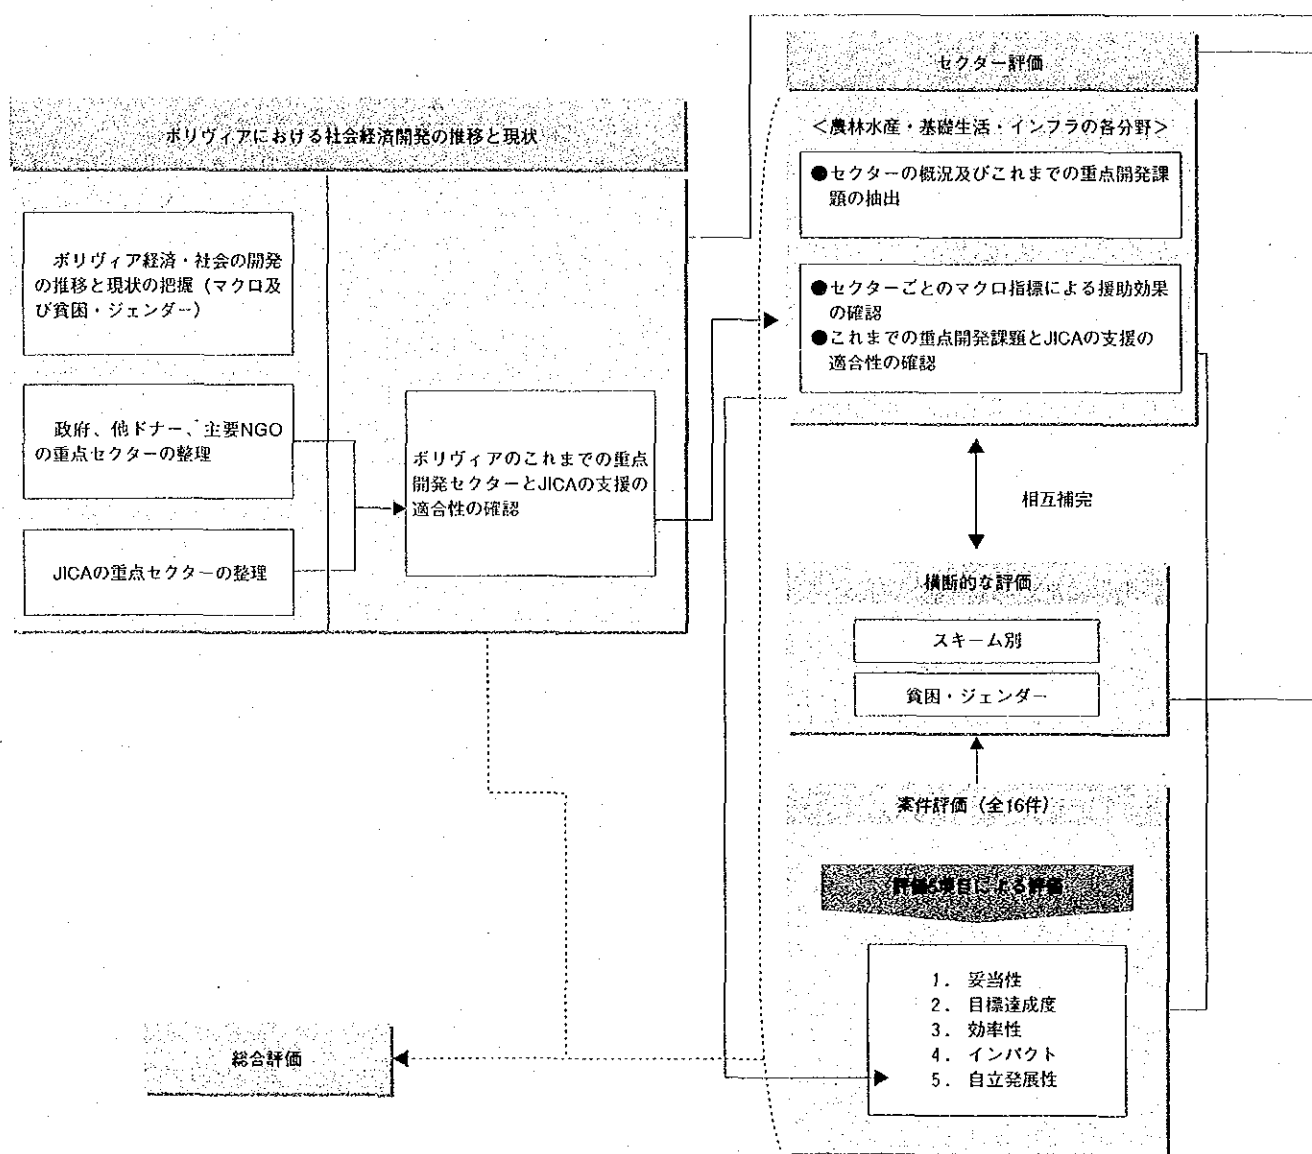 ボリヴィアにおける社会経済開発の推移と現状
ボリヴィア経済・社会の開発
の推移と現状の把握（マクロ及
び貧困・ジェンダー）
政府、他ドナー、主要NGO
の重点セクターの整理
JICAの重点セクターの整理
ボリヴィアのこれまでの重点
開発セクターとJICAの支援の
適合性の確認
セクター評価
＜農林水産・基礎生活・インフラの各分野＞
●セクターの概況及びこれまでの重点開発課
題の抽出
●セクターごとのマクロ指標による援助効果
の確認
●これまでの重点開発課題とJICAの支援の
適合性の確認
相互補完
横断的な評価
スキーム別
貧困・ジェンダー
案件評価（全16件）
評価5項目による評価
1． 妥当性
2． 目標達成度
3． 効率性
4． インパクト
5． 自立発展性
総合評価